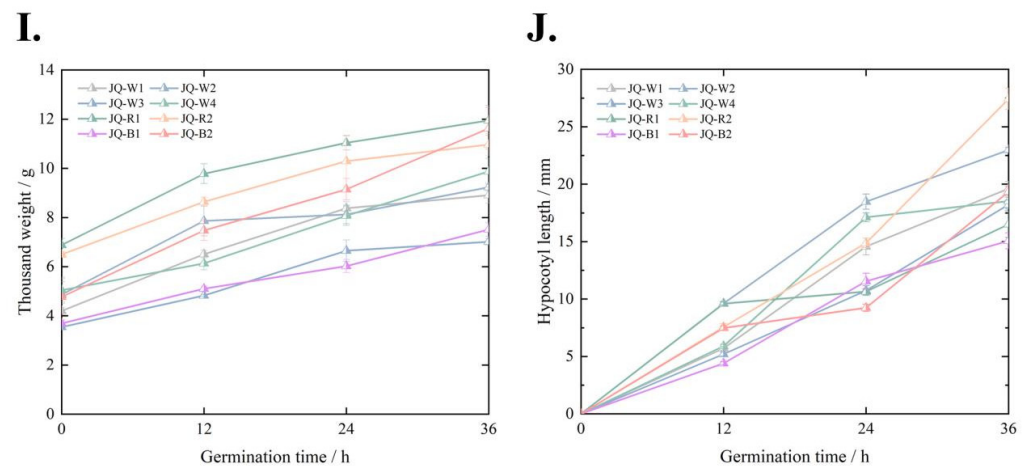 I.
14
12
10
8
6
4
2
0
Thousand weight / g
JQ-W1 JQ-W2
JQ-W3 JQ-W4
JQ-R1 JQ-R2
JQ-B1 JQ-B2
0 12 24 36
Germination time / h
J.
30
25
20
15
10
5
0
Hypocotyl length / mm
JQ-W1 JQ-W2
JQ-W3 JQ-W4
JQ-R1 JQ-R2
JQ-B1 JQ-B2
0 12 24 36
Germination time / h